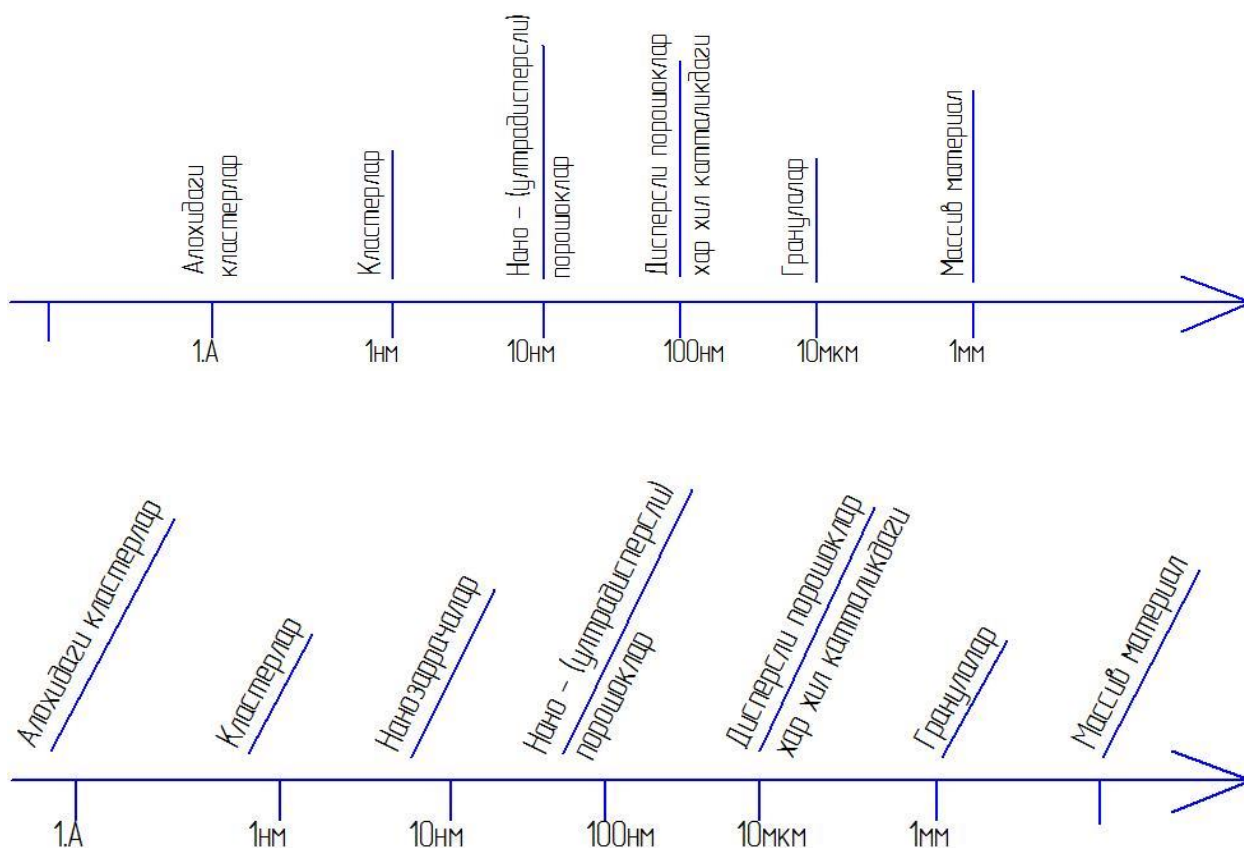 Алохидаги
кластерлар
Кластерлар
Нано - (ултрадисперсли)
порошоклар
Дисперсли порошоклар
хар хил катталикдаги
Гранулалар
Массив материал
1.А
1нм
10нм
100нм
10мкм
1мм
Алохидаги кластерлар
Кластерлар
Нанозаррачалар
Нано - (ултрадисперсли)
порошоклар
Дисперсли порошоклар
хар хил катталикдаги
Гранулалар
Массив материал
1.А
1нм
10нм
100нм
10мкм
1мм